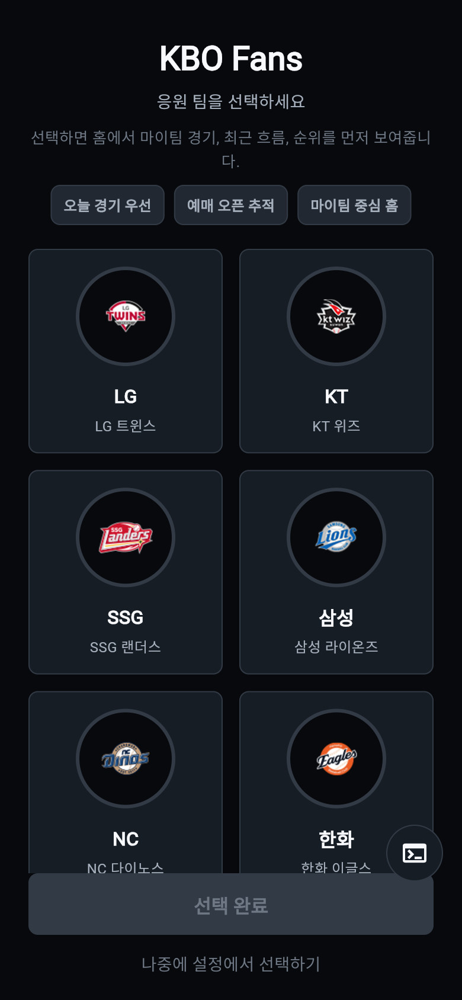 KBO Fans
응원 팀을 선택하세요
선택하면 홈에서 마이팀 경기, 최근 흐름, 순위를 먼저 보여줍니
다.
오늘 경기 우선
예매 오픈 추적
마이팀 중심 홈
LG
TWINS
kt wiz
SUWON
LG
KT
LG 트윈스
KT 위즈
SSG
Landers
SAMSUNG
Lions
SSG
삼성
SSG 랜더스
삼성 라이온즈
NC
Dinos
Eagles
NC
한화
NC 다이노스
한화 이글스
선택 완료
나중에 설정에서 선택하기